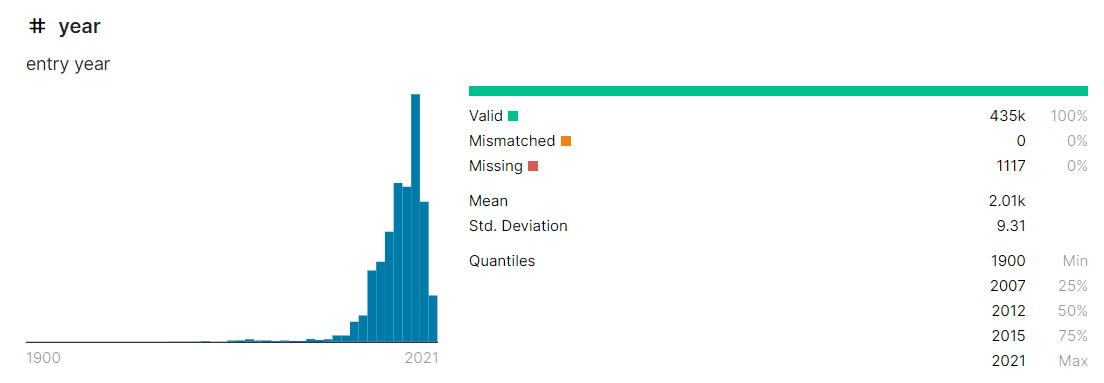 # year
entry year
1900 2021
Valid 435k 100%
Mismatched 0 0%
Missing 1117 0%
Mean 2.01k
Std. Deviation 9.31
Quantiles 1900 Min
2007 25%
2012 50%
2015 75%
2021 Max